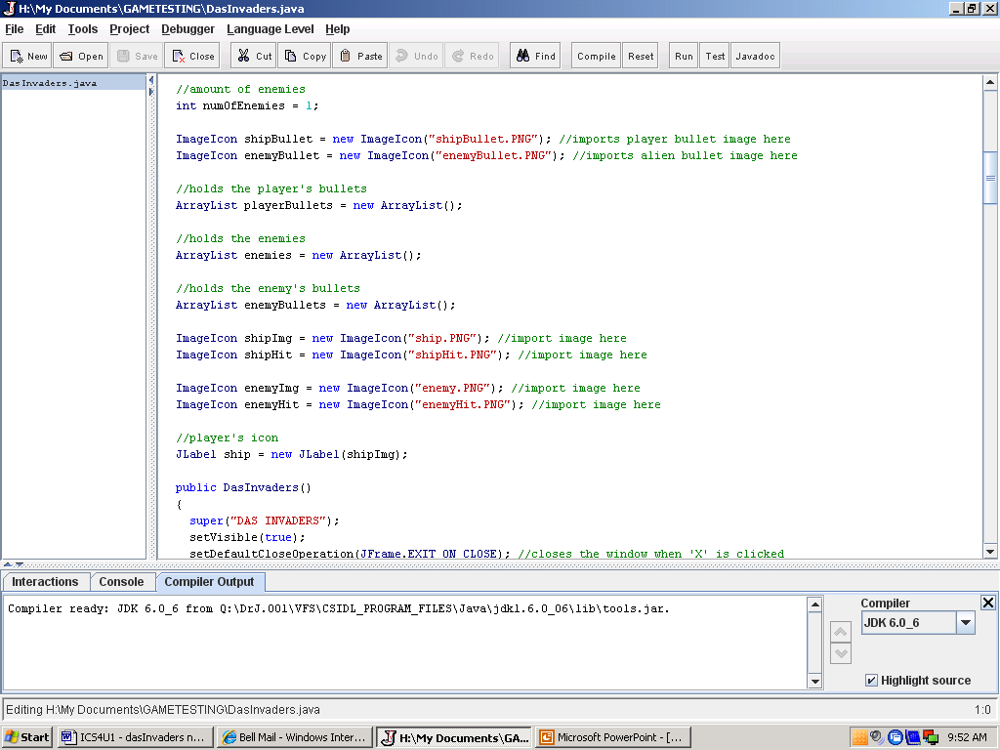 H:\My Documents\GAMETESTING\DasInvaders.java
File Edit Tools Project Debugger Language Level Help
New Open Save Close Cut Copy Paste Undo Redo Find Compile Reset Run Test Javadoc
DasInvaders.java
//amount of enemies
int numOfEnemies = 1;
ImageIcon shipBullet = new ImageIcon("shipBullet.PNG"); //imports player bullet image here
ImageIcon enemyBullet = new ImageIcon("enemyBullet.PNG"); //imports alien bullet image here
//holds the player's bullets
ArrayList playerBullets = new ArrayList();
//holds the enemies
ArrayList enemies = new ArrayList();
//holds the enemy's bullets
ArrayList enemyBullets = new ArrayList();
ImageIcon shipImg = new ImageIcon("ship.PNG"); //import image here
ImageIcon shipHit = new ImageIcon("shipHit.PNG"); //import image here
ImageIcon enemyImg = new ImageIcon("enemy.PNG"); //import image here
ImageIcon enemyHit = new ImageIcon("enemyHit.PNG"); //import image here
//player's icon
JLabel ship = new JLabel(shipImg);
public DasInvaders()
{
super("DAS INVADERS");
setVisible(true);
setDefaultCloseOperation(JFrame.EXIT_ON_CLOSE); //closes the window when 'X' is clicked
Interactions Console Compiler Output
Compiler ready: JDK 6.0_6 from Q:\DrJ.001\VFS\CSIDL_PROGRAM_FILES\Java\jdk1.6.0_06\lib\tools.jar.
Compiler
JDK 6.0_6
Highlight source
Editing H:\My Documents\GAMETESTING\DasInvaders.java 1:0
Start ICS4U1 - dasInvaders n... Bell Mail - Windows Inter... H:\My Documents\GA... Microsoft PowerPoint - [... 9:52 AM